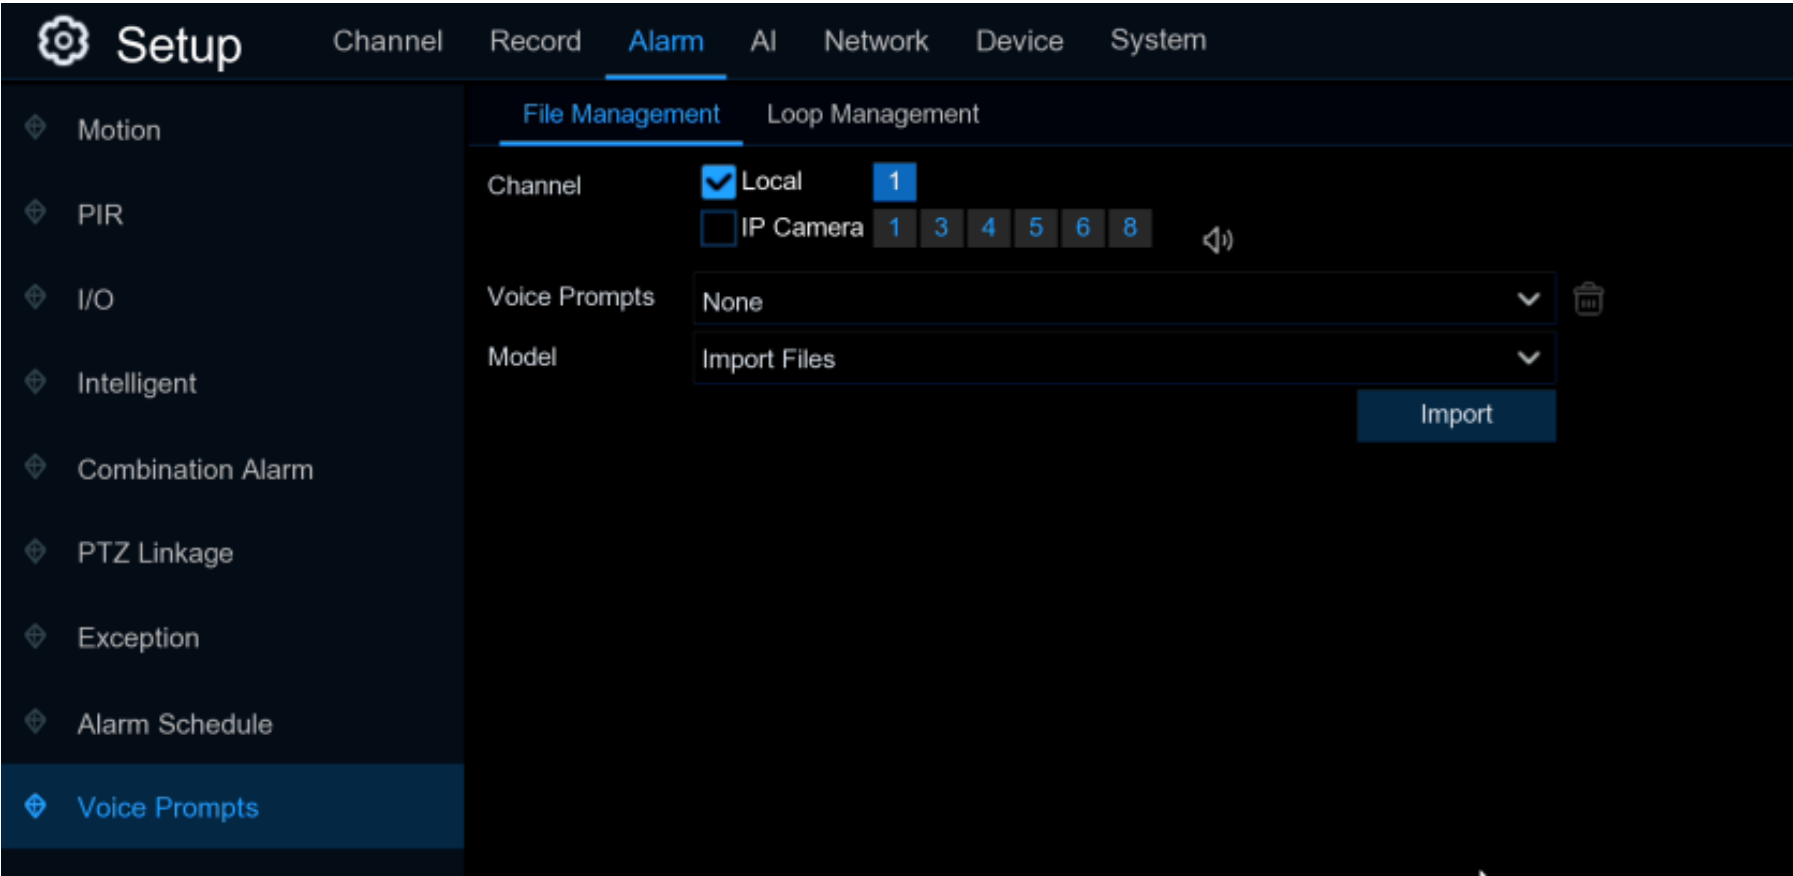 Setup Channel Record Alarm AI Network Device System
File Management Loop Management
Motion
PIR
I/O
Intelligent
Combination Alarm
PTZ Linkage
Exception
Alarm Schedule
Voice Prompts
Channel Local 1
IP Camera 1 3 4 5 6 8
Voice Prompts None
Model Import Files
Import